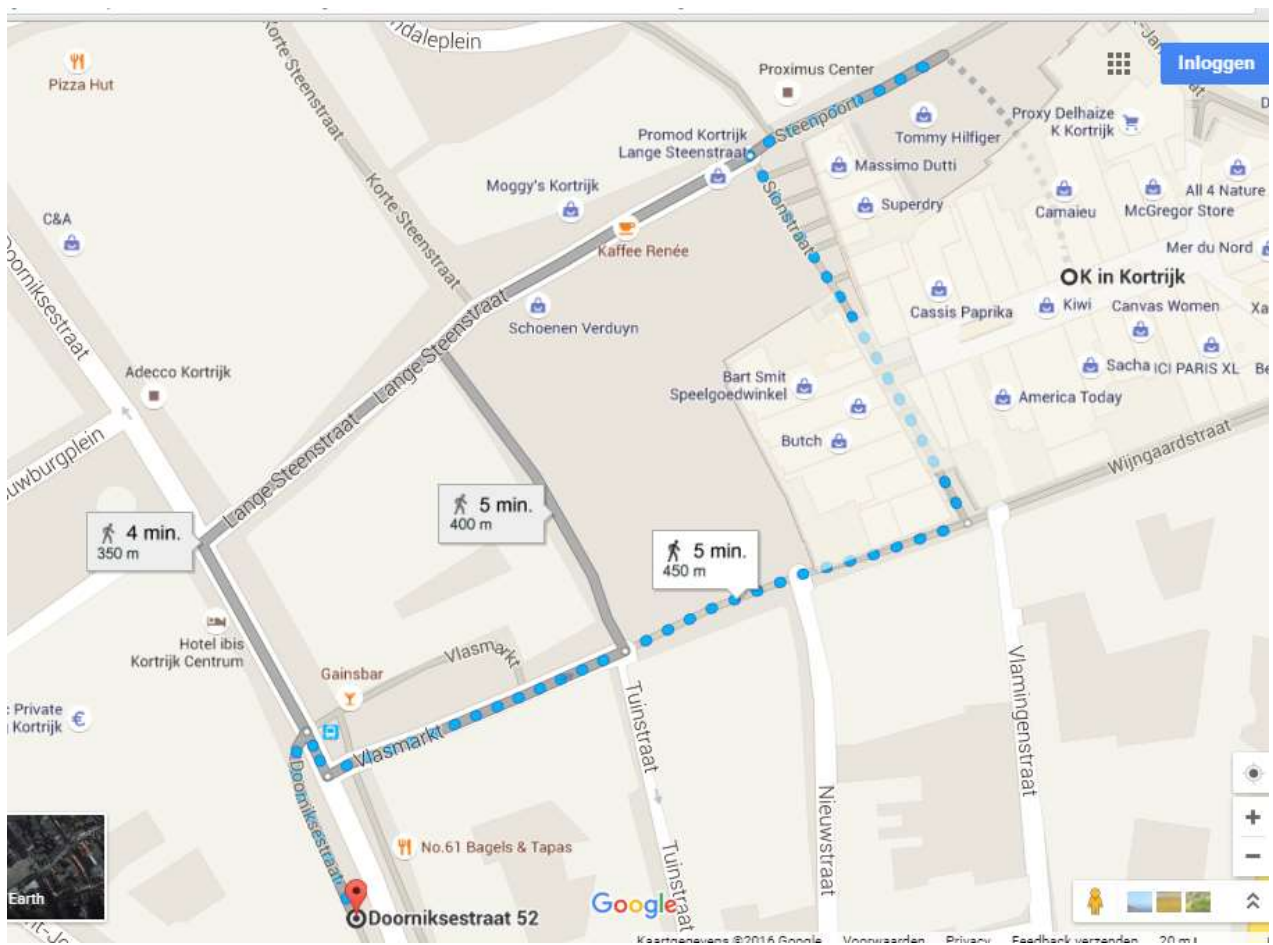 ndaleplein
Inloggen
Pizza Hut
Korte Steenstraat
Proximus Center
Steenpoort
Tommy Hilfiger
Proxy Delhaize
K Kortrijk
Promod Kortrijk
Lange Steenstraat
Massimo Dutti
Moggy's Kortrijk
Korte Steenstraat
Sionstraat
Superdry
Camaieu
McGregor Store
All 4 Nature
C&A
Kaffee Renée
Mer du Nord
K in Kortrijk
Doorniksestraat
Schoenen Verduyn
Cassis Paprika
Kiwi
Canvas Women
Xa
Lange Steenstraat
Adecco Kortrijk
Bart Smit
Speelgoedwinkel
Sacha
ICI PARIS XL
Be
America Today
Butch
uwburgplein
Lange Steenstraat
Wijngaardstraat
5 min.
400 m
4 min.
350 m
5 min.
450 m
Hotel ibis
Kortrijk Centrum
Vlasmarkt
Gainsbar
Tuinstraat
Vlamingenstraat
: Private
Kortrijk
Vlasmarkt
Doorniksestraat
Nieuwstraat
No.61 Bagels & Tapas
Tuinstraat
Earth
Google
Doorniksestraat 52
Kaartgegevens ©2016 Google
Voorwaarden
Privacy
Feedback verzenden
20 m